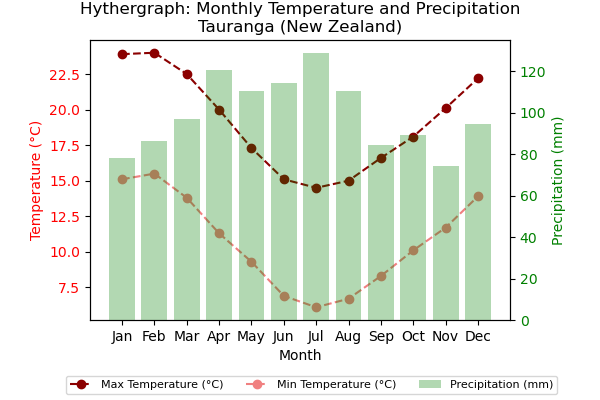 Hythergraph: Monthly Temperature and Precipitation
Tauranga (New Zealand)
22.5
20.0
17.5
15.0
12.5
10.0
7.5
Temperature (°C)
120
100
80
60
40
20
0
Precipitation (mm)
Jan Feb Mar Apr May Jun Jul Aug Sep Oct Nov Dec
Month
Max Temperature (°C) Min Temperature (°C) Precipitation (mm)